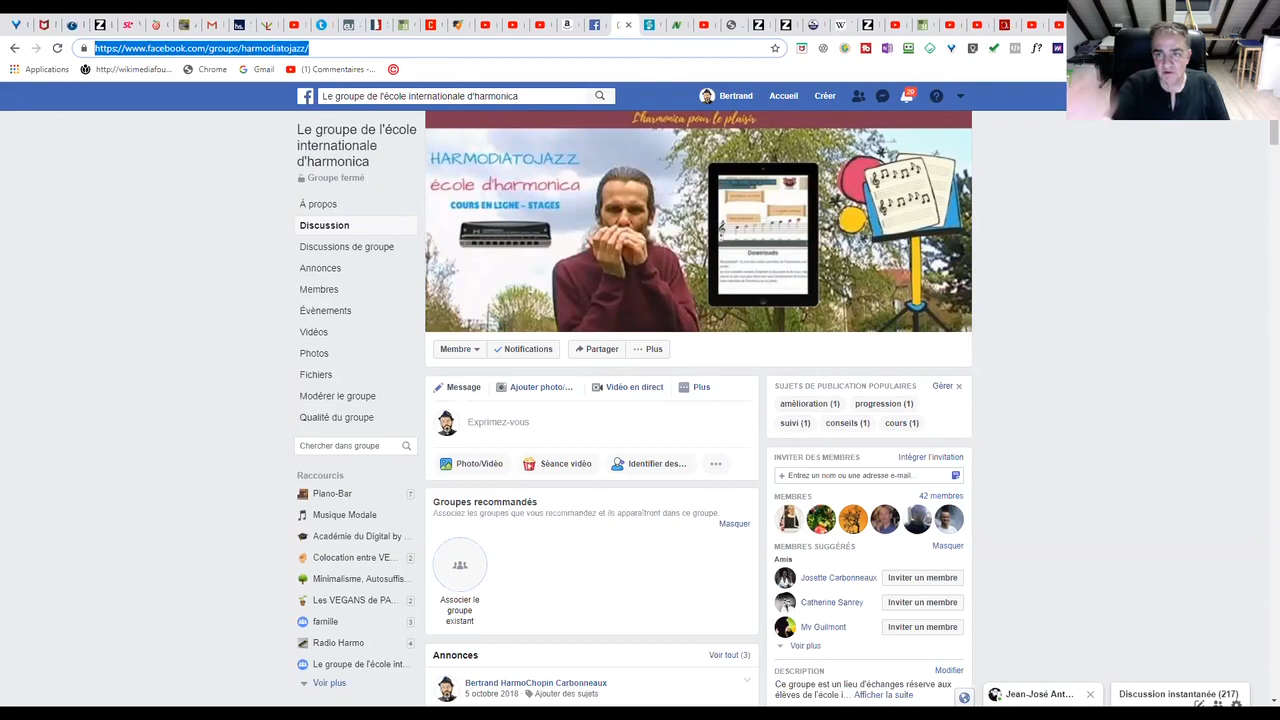 https://www.facebook.com/groups/harmodiatojazz/
Applications
http://wikimediafou...
Chrome
Gmail
(1) Commentaires -...
Le groupe de l'école internationale d'harmonica
Bertrand
Accueil
Créer
29
Le groupe de l'école
internationale
d'harmonica
Groupe fermé
À propos
Discussion
Discussions de groupe
Annonces
Membres
Événements
Vidéos
Photos
Fichiers
Modérer le groupe
Qualité du groupe
Chercher dans groupe
Raccourcis
Piano-Bar 7
Musique Modale
Académie du Digital by ...
Colocation entre VE... 2
Minimalisme, Autosuffis...
Les VEGANS de PA... 2
famille 3
Radio Harmo 4
Le groupe de l'école int...
Voir plus
L'harmonica pour le plaisir
HARMODIATOJAZZ
école d'harmonica
COURS EN LIGNE - STAGES
Downloads
Membre
Notifications
Partager
Plus
Message
Ajouter photo/...
Vidéo en direct
Plus
Exprimez-vous
Photo/Vidéo
Séance vidéo
Identifier des...
Groupes recommandés
Associez les groupes que vous recommandez et ils apparaîtront dans ce groupe.
Masquer
Associer le
groupe
existant
Annonces
Voir tout (3)
Bertrand HarmoChopin Carbonneaux
5 octobre 2018
Ajouter des sujets
SUJETS DE PUBLICATION POPULAIRES
Gérer
amélioration (1)
progression (1)
suivi (1)
conseils (1)
cours (1)
INVITER DES MEMBRES
Intégrer l'invitation
+ Entrez un nom ou une adresse e-mail...
MEMBRES
42 membres
MEMBRES SUGGÉRÉS
Masquer
Amis
Josette Carbonneaux
Inviter un membre
Catherine Sanrey
Inviter un membre
Mv Guilmont
Inviter un membre
Voir plus
DESCRIPTION
Modifier
Ce groupe est un lieu d'échanges réservé aux
élèves de l'école i... Afficher la suite
Jean-José Ant...
Discussion instantanée (217)